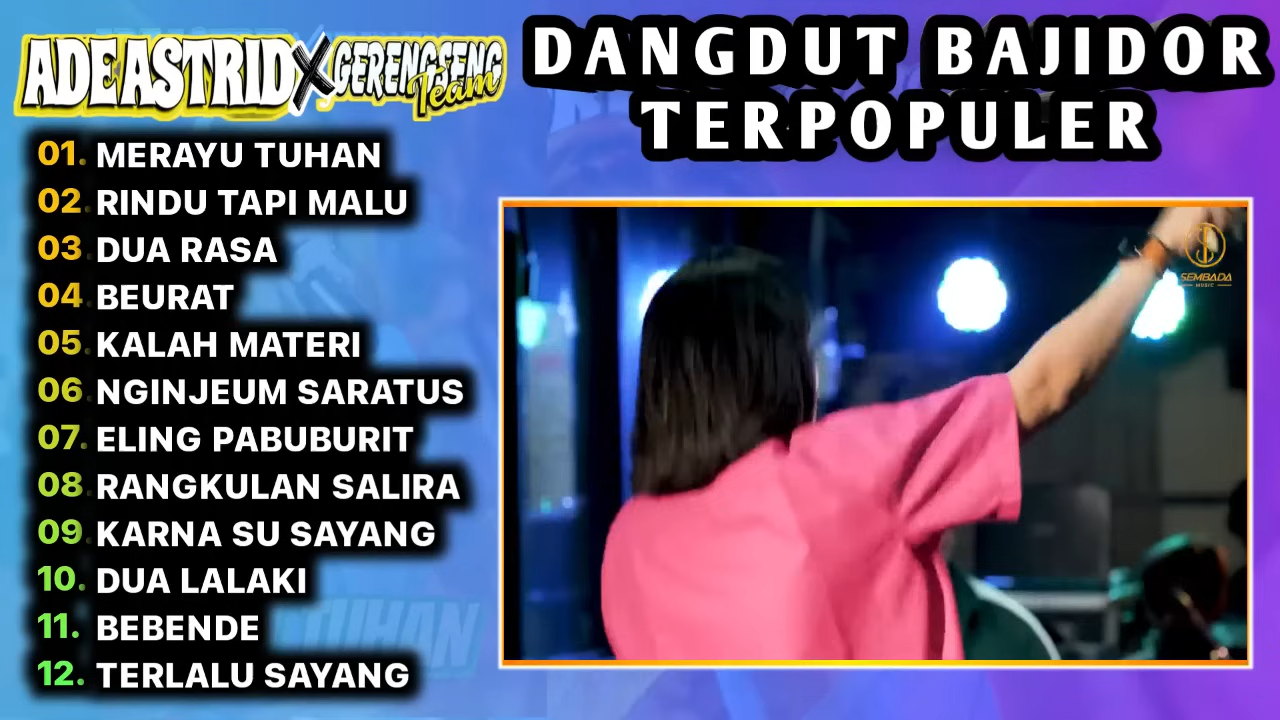 ADE ASTRID X GERENGSENG Team
DANGDUT BAJIDOR
TERPOPULER
01. MERAYU TUHAN
02. RINDU TAPI MALU
03. DUA RASA
04. BEURAT
05. KALAH MATERI
06. NGINJEUM SARATUS
07. ELING PABUBURIT
08. RANGKULAN SALIRA
09. KARNA SU SAYANG
10. DUA LALAKI
11. BEBENDE
12. TERLALU SAYANG
SEMBADA
MUSIC
TUHAN